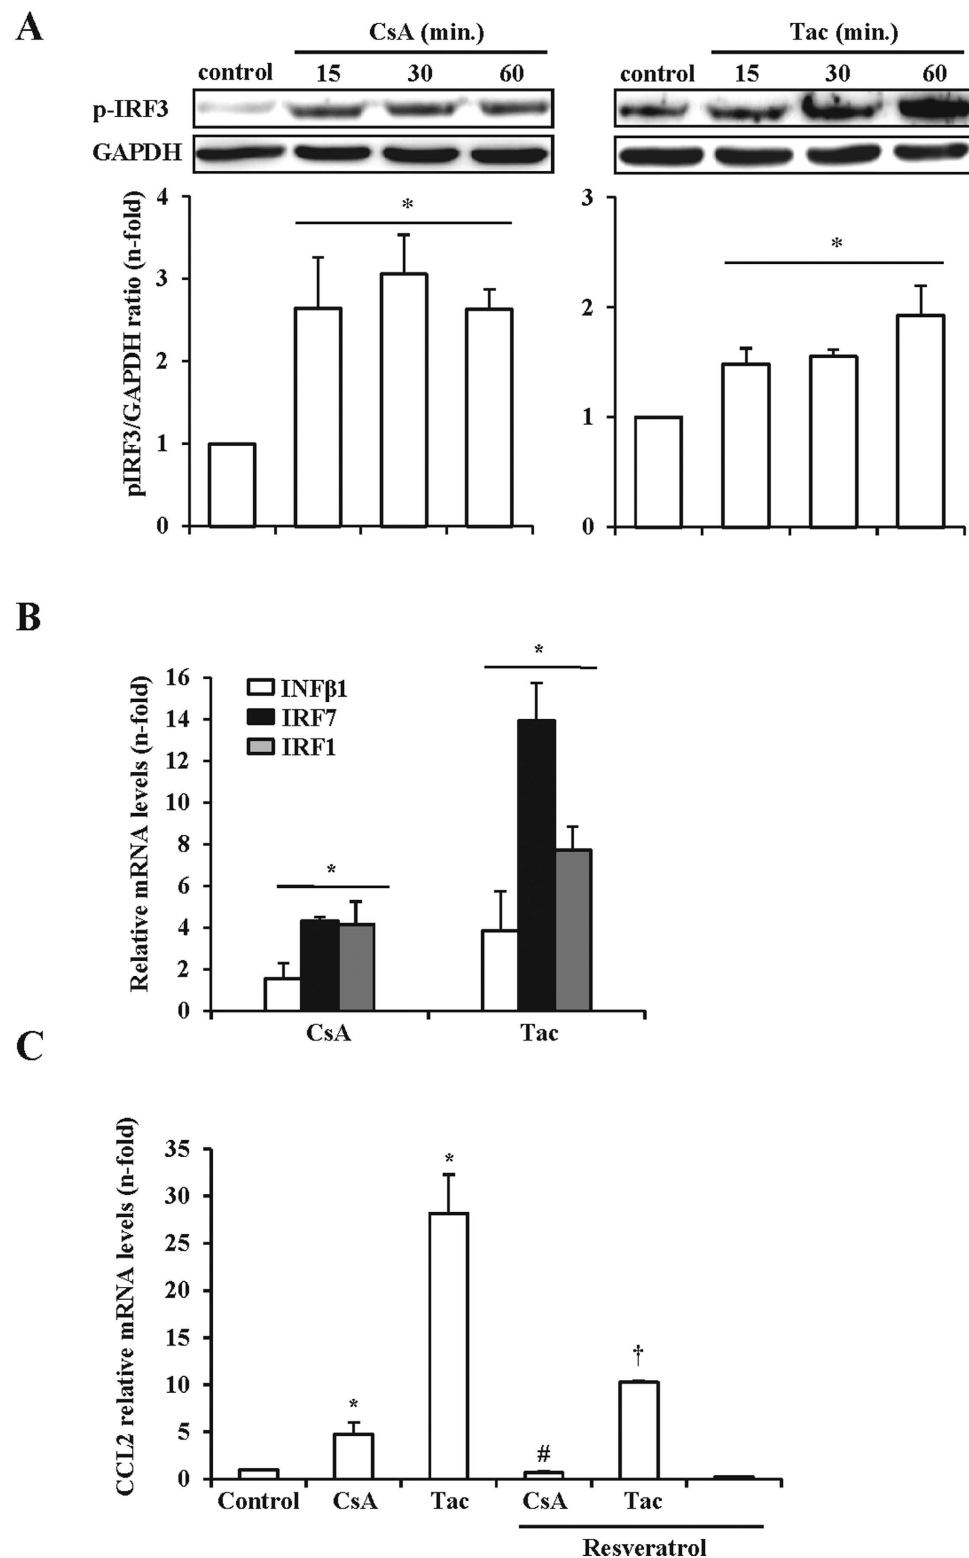 A
CsA (min.)
Tac (min.)
control 15 30 60
control 15 30 60
p-IRF3
GAPDH
pIRF3/GAPDH ratio (n-fold)
4
3
2
1
0
*
3
2
1
0
*
B
Relative mRNA levels (n-fold)
16
14
12
10
8
6
4
2
0
INFβ1
IRF7
IRF1
*
*
CsA Tac
C
CCL2 relative mRNA levels (n-fold)
35
30
25
20
15
10
5
0
*
*
#
†
Control CsA Tac CsA Tac
Resveratrol